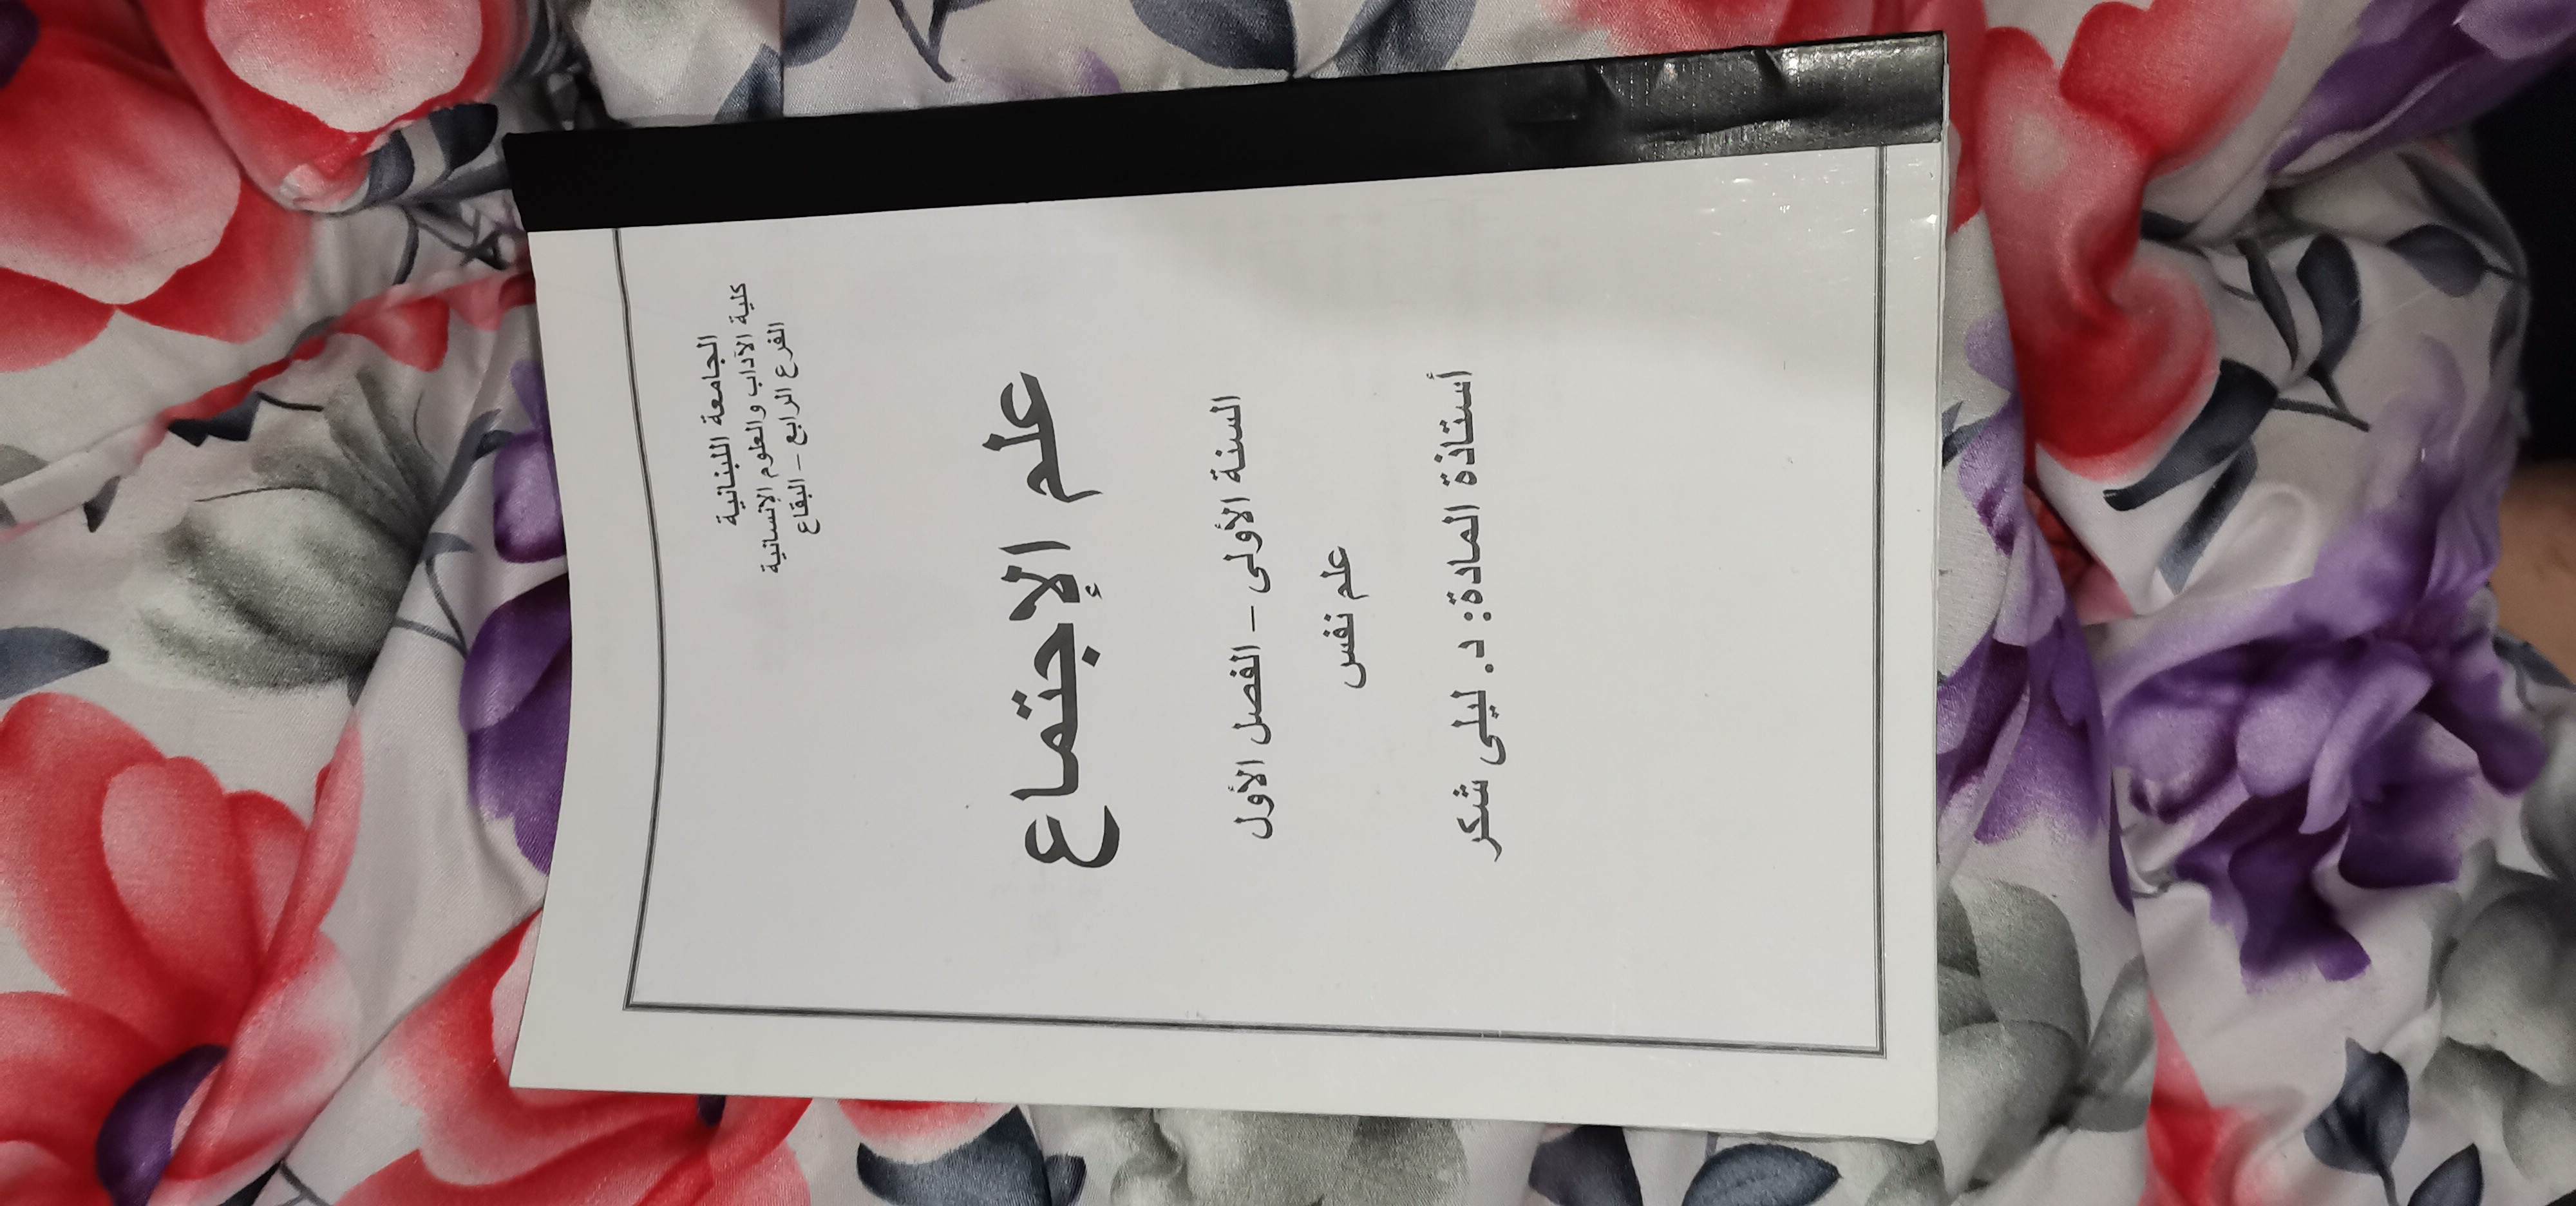 الجامعة اللبنانية
كلية الآداب والعلوم الإنسانية
الفرع الرابع – البقاع
علم الإجتماع
السنة الأولى – الفصل الأول
علم نفس
أستاذة المادة: د. ليلى شكر